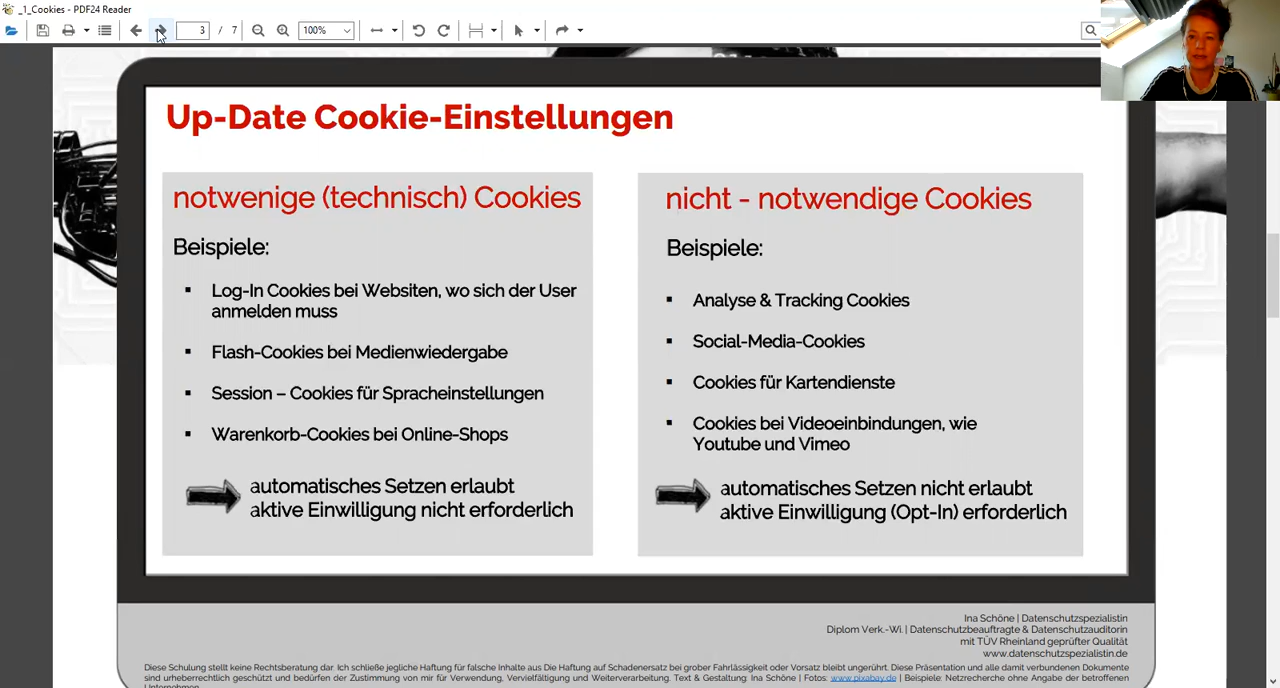 _1_Cookies - PDF24 Reader
3 / 7 100%
Up-Date Cookie-Einstellungen
notwenige (technisch) Cookies
Beispiele:
▪ Log-In Cookies bei Websiten, wo sich der User
anmelden muss
▪ Flash-Cookies bei Medienwiedergabe
▪ Session – Cookies für Spracheinstellungen
▪ Warenkorb-Cookies bei Online-Shops
automatisches Setzen erlaubt
aktive Einwilligung nicht erforderlich
nicht - notwendige Cookies
Beispiele:
▪ Analyse & Tracking Cookies
▪ Social-Media-Cookies
▪ Cookies für Kartendienste
▪ Cookies bei Videoeinbindungen, wie
Youtube und Vimeo
automatisches Setzen nicht erlaubt
aktive Einwilligung (Opt-In) erforderlich
Ina Schöne | Datenschutzspezialistin
Diplom Verk.-Wi. | Datenschutzbeauftragte & Datenschutzauditorin
mit TÜV Rheinland geprüfter Qualität
www.datenschutzspezialistin.de
Diese Schulung stellt keine Rechtsberatung dar. Ich schließe jegliche Haftung für falsche Inhalte aus. Die Haftung auf Schadensersatz bei grober Fahrlässigkeit oder Vorsatz bleibt unberührt. Diese Präsentation und alle damit verbundenen Dokumente
sind urheberrechtlich geschützt und bedürfen der Zustimmung von mir für Verwendung, Vervielfältigung und Weiterverarbeitung. Text & Gestaltung: Ina Schöne | Fotos: www.pixabay.de | Beispiele: Netzrecherche ohne Angabe der betroffenen
Unternehmen